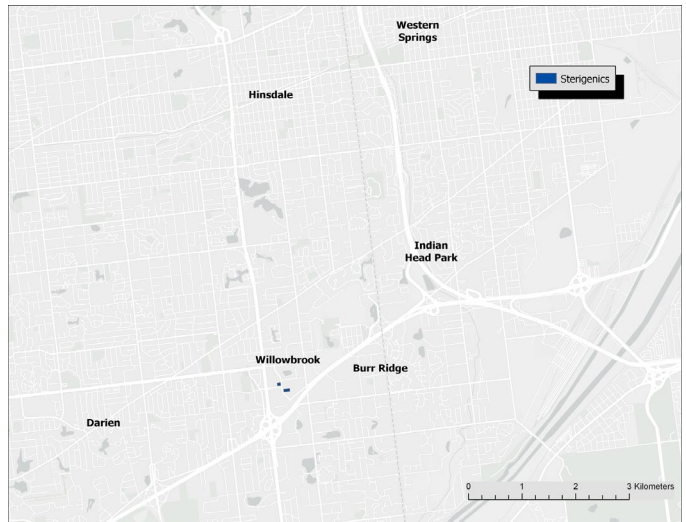 Western
Springs
Sterigenics
Hinsdale
Indian
Head Park
Willowbrook
Burr Ridge
Darien
0 1 2 3 Kilometers